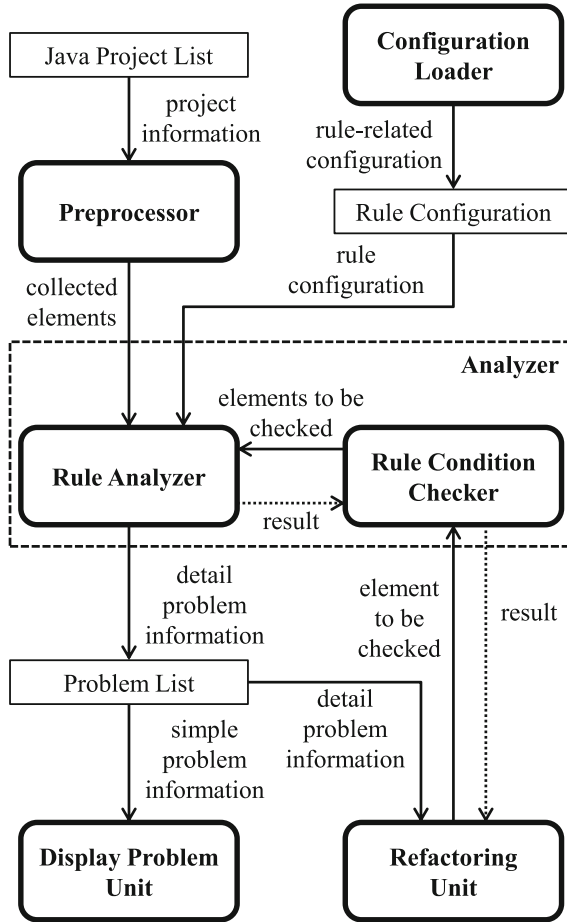 Java Project List
Configuration
Loader
project
information
rule-related
configuration
Preprocessor
Rule Configuration
collected
elements
rule
configuration
Analyzer
elements to be
checked
Rule Analyzer
Rule Condition
Checker
result
detail
problem
information
element
to be
checked
result
Problem List
simple
problem
information
detail
problem
information
Display Problem
Unit
Refactoring
Unit